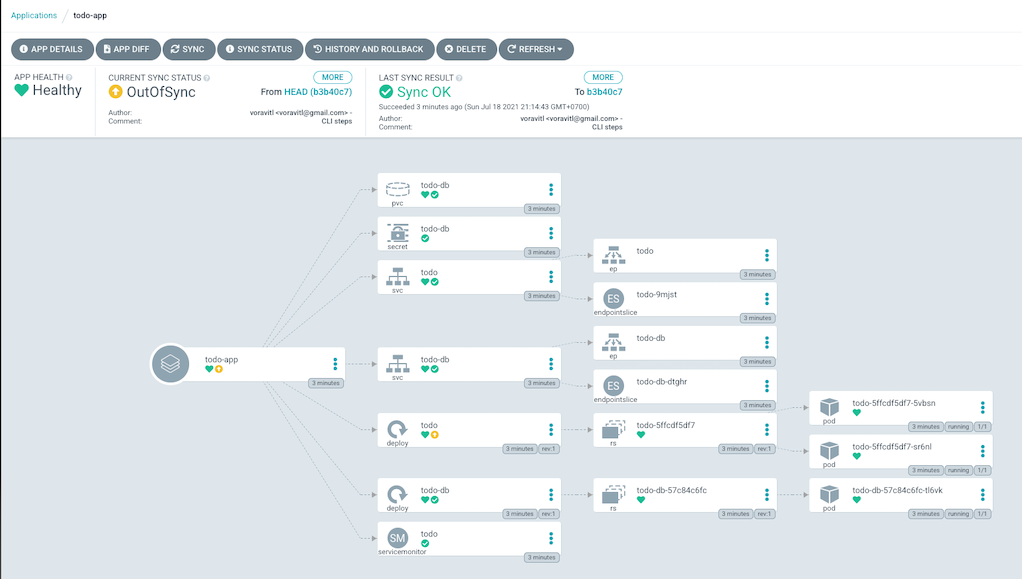 Applications / todo-app
APP DETAILS APP DIFF SYNC SYNC STATUS HISTORY AND ROLLBACK DELETE REFRESH
APP HEALTH
Healthy
CURRENT SYNC STATUS MORE
OutOfSync From HEAD (b3b40c7)
Author: voravitl <voravitl@gmail.com> -
Comment: CLI steps
LAST SYNC RESULT MORE
Sync OK To b3b40c7
Succeeded 3 minutes ago (Sun Jul 18 2021 21:14:43 GMT+0700)
Author: voravitl <voravitl@gmail.com> -
Comment: CLI steps
todo-app
3 minutes
todo-db
pvc
3 minutes
todo-db
secret
3 minutes
todo
svc
3 minutes
todo
ep
3 minutes
todo-9mjst
ES
endpointslice
3 minutes
todo-db
svc
3 minutes
todo-db
ep
3 minutes
todo-db-dtghr
ES
endpointslice
3 minutes
todo
deploy
3 minutes rev:1
todo-5ffcdf5df7
rs
3 minutes rev:1
todo-5ffcdf5df7-5vbsn
pod
3 minutes running 1/1
todo-5ffcdf5df7-sr6nl
pod
3 minutes running 1/1
todo-db
deploy
3 minutes rev:1
todo-db-57c84c6fc
rs
3 minutes rev:1
todo-db-57c84c6fc-tl6vk
pod
3 minutes running 1/1
todo
SM
servicemonitor
3 minutes